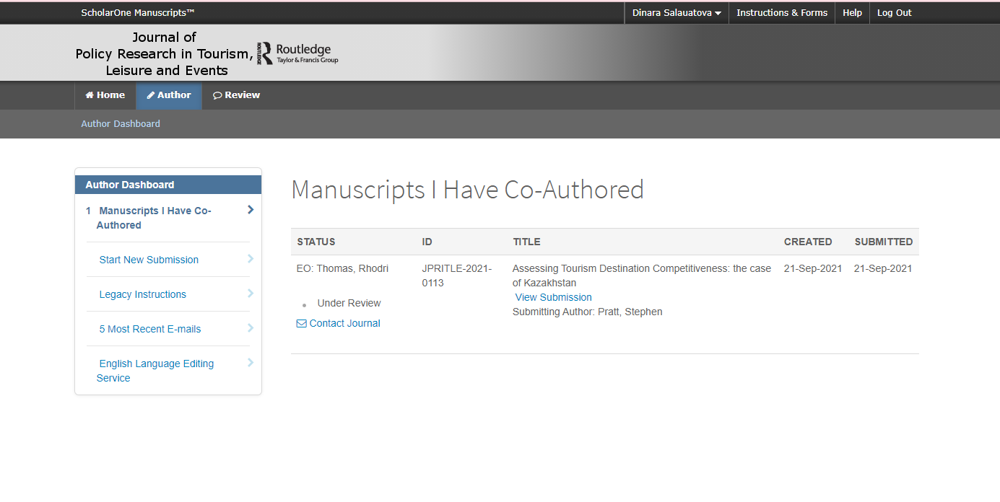 ScholarOne Manuscripts™
Dinara Salauatova
Instructions & Forms
Help
Log Out
Journal of
Policy Research in Tourism,
Leisure and Events
ROUTLEDGE
Routledge
Taylor & Francis Group
Home
Author
Review
Author Dashboard
Author Dashboard
1 Manuscripts I Have Co-
Authored
Start New Submission
Legacy Instructions
5 Most Recent E-mails
English Language Editing
Service
Manuscripts I Have Co-Authored
STATUS ID TITLE CREATED SUBMITTED
EO: Thomas, Rhodri
Under Review
Contact Journal
JPRITLE-2021-
0113
Assessing Tourism Destination Competitiveness: the case
of Kazakhstan
View Submission
Submitting Author: Pratt, Stephen
21-Sep-2021
21-Sep-2021